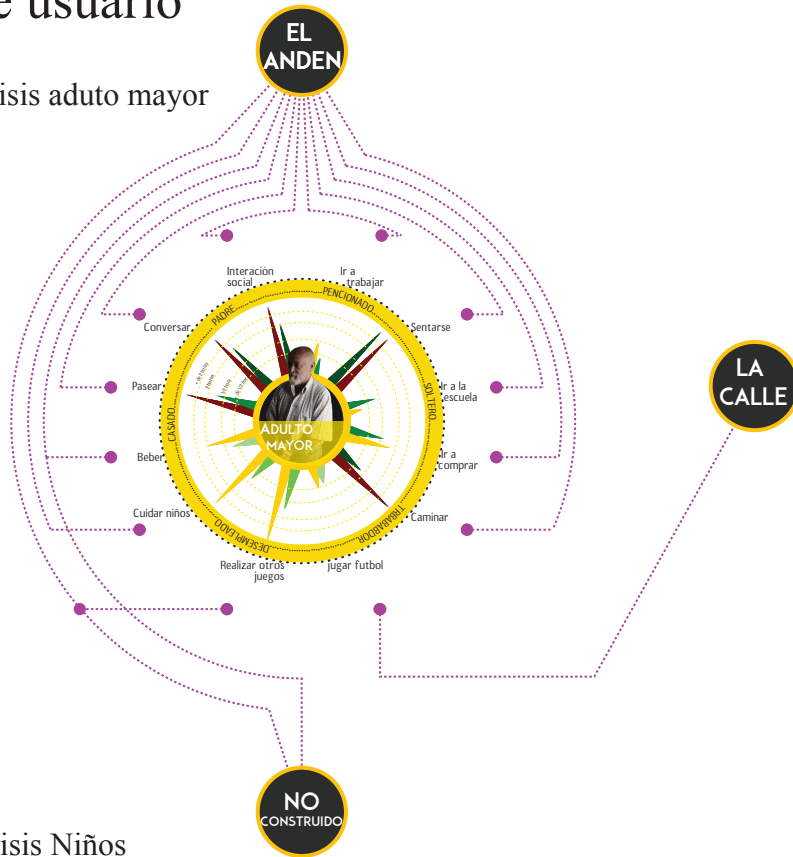 e usuario
isis aduto mayor
EL
ANDEN
Interación
social
Ir a
trabajar
PADRE
PENCIONADO
Conversar
Sentarse
Pasear
Ir a la
escuela
CASADO
SOLTERO
ADULTO
MAYOR
Beber
Ir a
comprar
Cuidar niños
Caminar
DESEMPLEADO
TRBABABDOR
Realizar otros
juegos
jugar futbol
LA
CALLE
NO
CONSTRUIDO
isis Niños